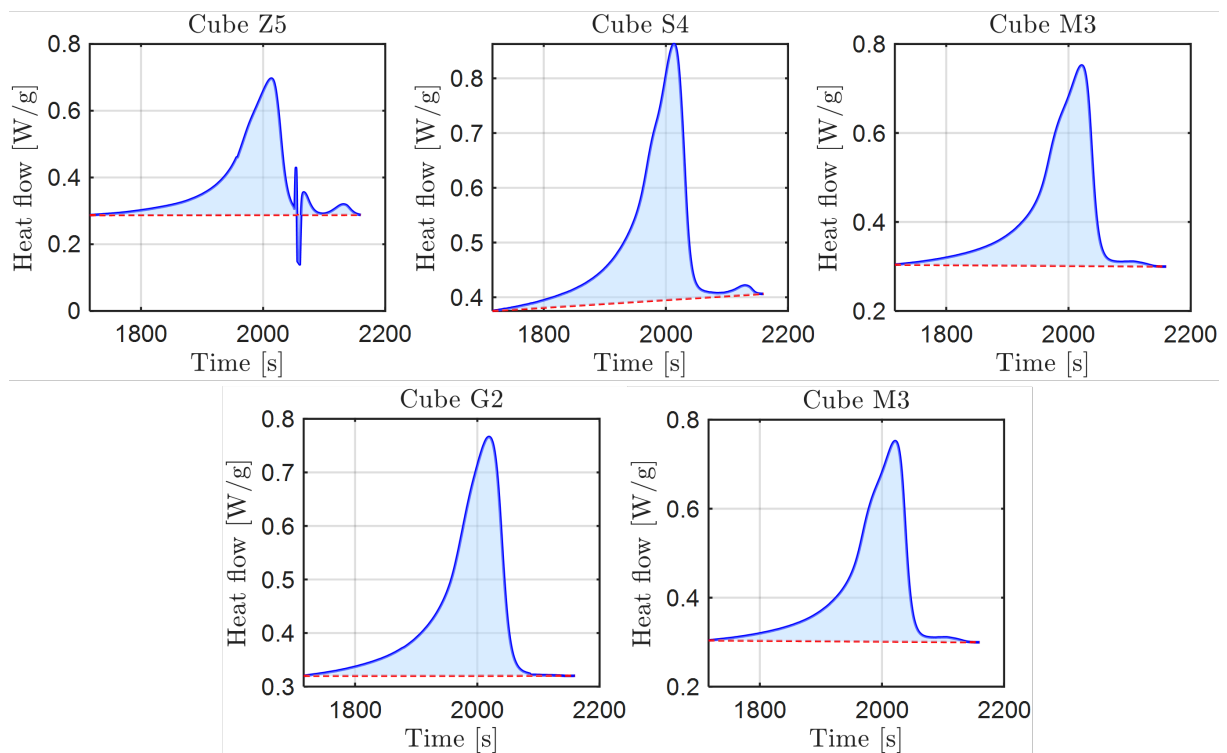 Cube Z5
Heat flow [W/g]
0.8
0.6
0.4
0.2
0
1800 2000 2200
Time [s]
Cube S4
Heat flow [W/g]
0.8
0.7
0.6
0.5
0.4
1800 2000 2200
Time [s]
Cube M3
Heat flow [W/g]
0.8
0.6
0.4
0.2
1800 2000 2200
Time [s]
Cube G2
Heat flow [W/g]
0.8
0.7
0.6
0.5
0.4
0.3
1800 2000 2200
Time [s]
Cube M3
Heat flow [W/g]
0.8
0.6
0.4
0.2
1800 2000 2200
Time [s]